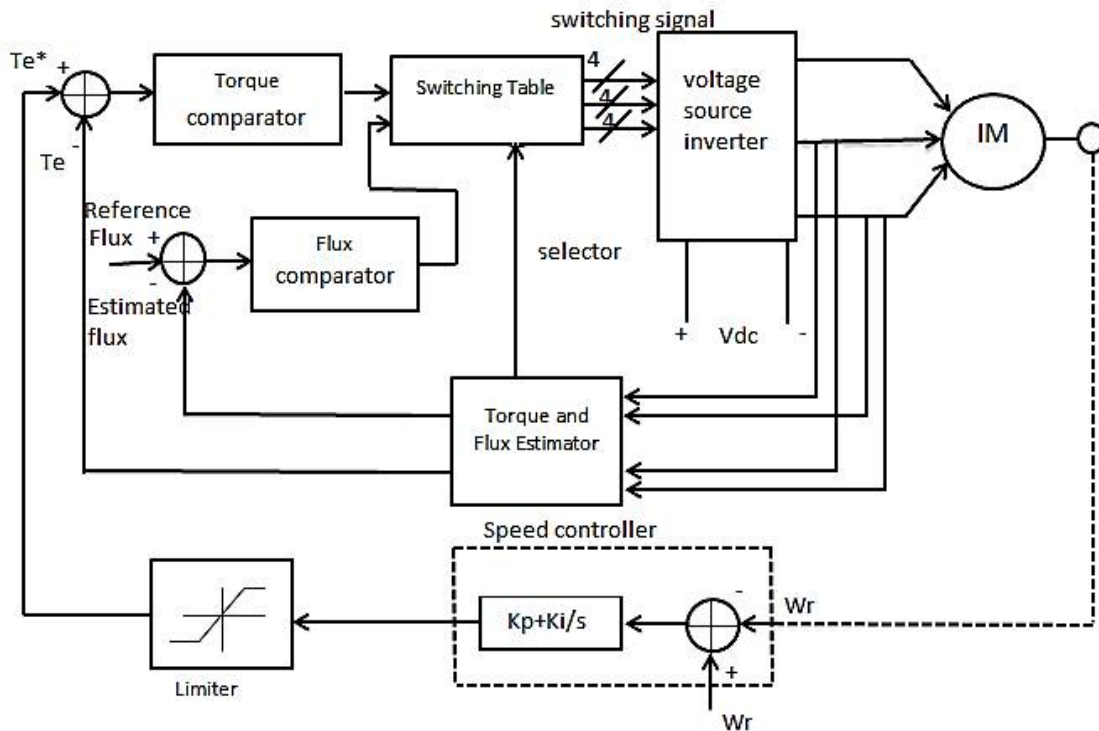 switching signal
Te*
+
Torque
comparator
Switching Table
4
4
4
voltage
source
inverter
IM
Te
-
Reference
Flux
+
-
Estimated
flux
Flux
comparator
selector
+
Vdc
-
Torque and
Flux Estimator
Speed controller
Kp+Ki/s
-
Wr
+
Wr
Limiter